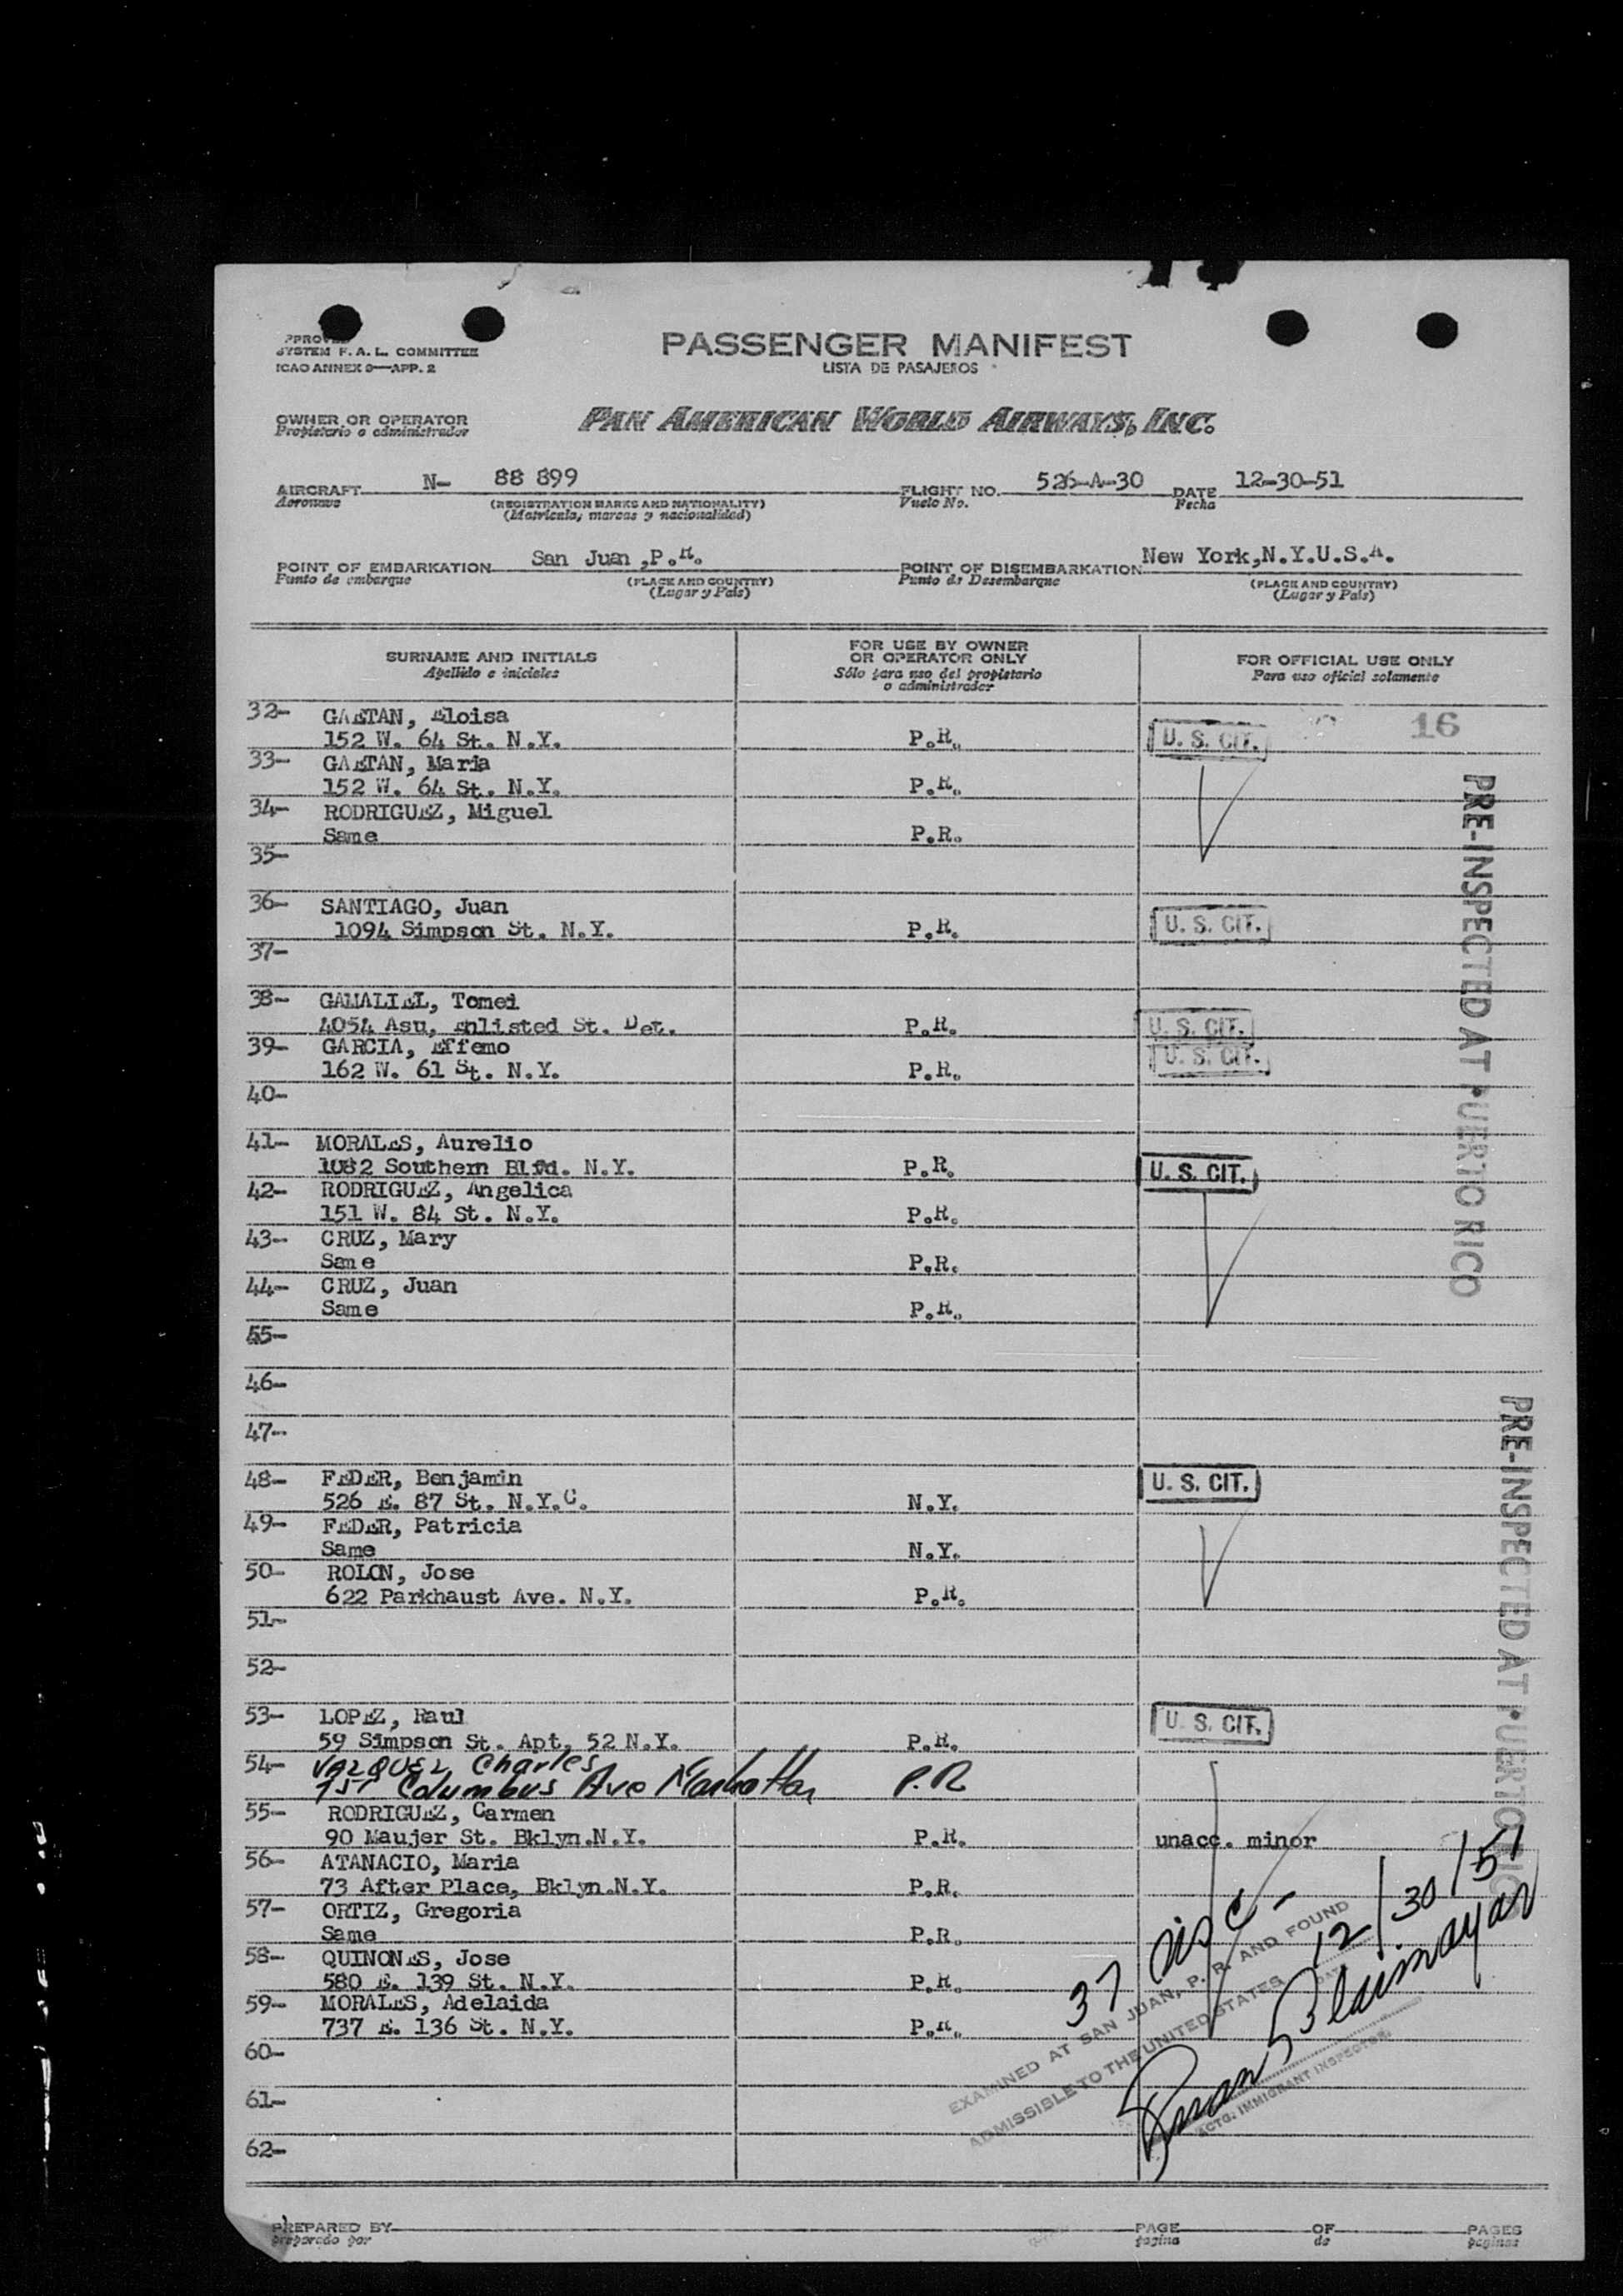 SYSTEM F. A. L. COMMITTEE
ICAO ANNEX 9—APP. 2
PASSENGER MANIFEST
LISTA DE PASAJEROS
OWNER OR OPERATOR
Propietario o administrador
PAN AMERICAN WORLD AIRWAYS, INC.
AIRCRAFT N- 88 899 FLIGHT NO. 526-A-30 DATE 12-30-51
Aeronave (REGISTRATION MARKS AND NATIONALITY) Vuelo No. Fecha
(Matrícula, marcas y nacionalidad)
POINT OF EMBARKATION San Juan ,P.R. POINT OF DISEMBARKATION New York,N.Y.U.S.A.
Punto de embarque (PLACE AND COUNTRY) Punto de Desembarque (PLACE AND COUNTRY)
(Lugar y País) (Lugar y País)
SURNAME AND INITIALS FOR USE BY OWNER OR OPERATOR ONLY FOR OFFICIAL USE ONLY
Apellido e iniciales Sólo para uso del propietario o administrador Para uso oficial solamente
32- GAETAN, Eloisa 16
152 W. 64 St. N.Y. P.R. U. S. CIT.
33- GAETAN, Maria
152 W. 64 St. N.Y. P.R.
34- RODRIGUEZ, Miguel
Same P.R.
35-
36- SANTIAGO, Juan
1094 Simpson St. N.Y. P.R. U. S. CIT.
37-
38- GAMALIEL, Tomei
4054 Asu, Enlisted St. Det. P.R. U. S. CIT.
39- GARCIA, Effemo U. S. CIT.
162 W. 61 St. N.Y. P.R.
40-
41- MORALES, Aurelio
1082 Southern Blvd. N.Y. P.R. U. S. CIT.
42- RODRIGUEZ, Angelica
151 W. 84 St. N.Y. P.R.
43- CRUZ, Mary
Same P.R.
44- CRUZ, Juan
Same P.R.
55-
46-
47-
48- FEDER, Benjamin U. S. CIT.
526 E. 87 St. N.Y.C. N.Y.
49- FEDER, Patricia
Same N.Y.
50- ROLON, Jose
622 Parkhaust Ave. N.Y. P.R.
51-
52-
53- LOPEZ, Raul U. S. CIT.
59 Simpson St. Apt, 52 N.Y. P.R.
54- VAZQUEZ Charles
Columbus Ave Manhattan P.R
55- RODRIGUEZ, Carmen
90 Maujer St. Bklyn.N.Y. P.R. unacc. minor
56- ATANACIO, Maria
73 After Place, Bklyn.N.Y. P.R.
57- ORTIZ, Gregoria
Same P.R.
58- QUINONES, Jose
580 E. 139 St. N.Y. P.R.
59- MORALES, Adelaida
737 E. 136 St. N.Y. P.R.
60-
61-
62-
PRE-INSPECTED AT PUERTO RICO
PRE-INSPECTED AT PUERTO RICO
37 USC - 12/30/51
EXAMINED AT SAN JUAN, P. R. AND FOUND
ADMISSIBLE TO THE UNITED STATES
DATE
ACTG. IMMIGRANT INSPECTOR
PREPARED BY PAGE OF PAGES
preparado por página de páginas